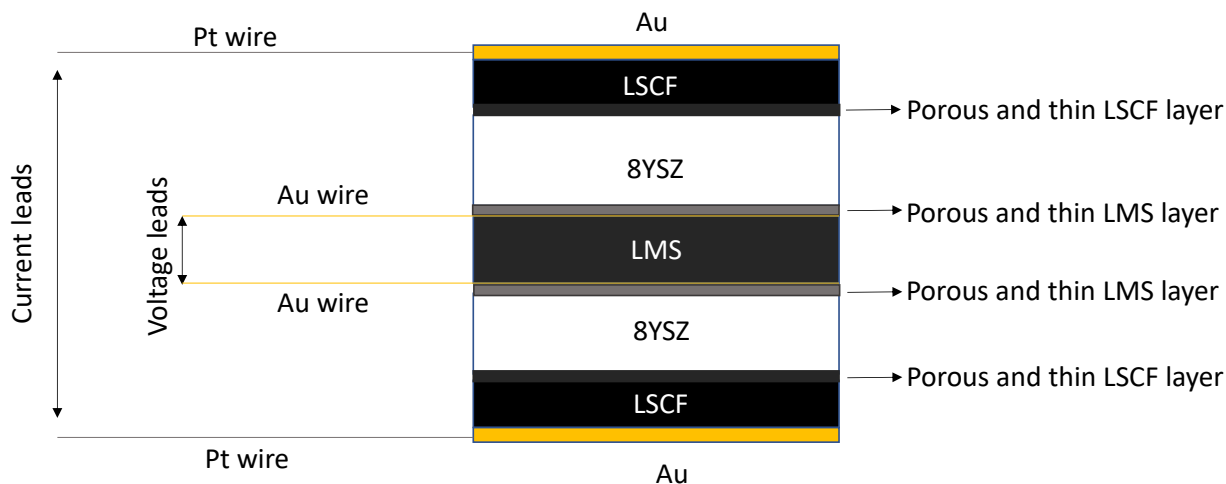 Au
Pt wire
LSCF
Porous and thin LSCF layer
8YSZ
Current leads
Voltage leads
Au wire
Porous and thin LMS layer
LMS
Au wire
Porous and thin LMS layer
8YSZ
Porous and thin LSCF layer
LSCF
Pt wire
Au